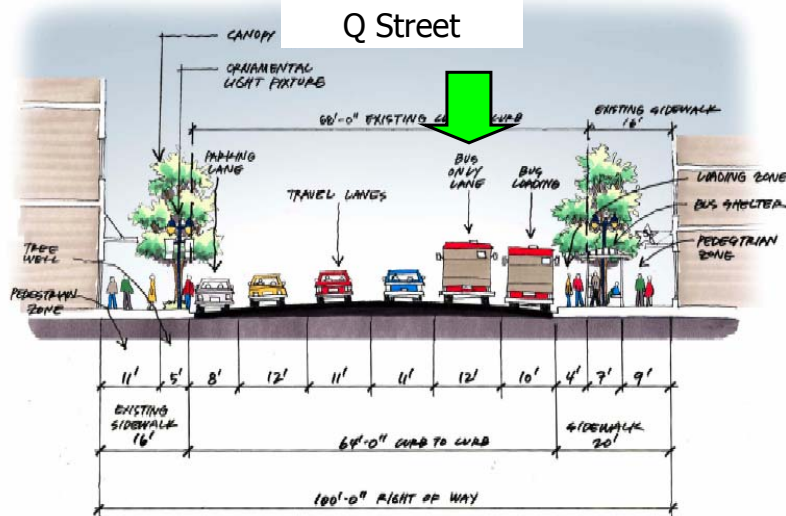 Q Street
CANOPY
ORNAMENTAL
LIGHT FIXTURE
68'-0" EXISTING CURB
EXISTING SIDEWALK
16'
PARKING
LANE
TRAVEL LANES
BUS
ONLY
LANE
BUS
LOADING
LOADING ZONE
BUS SHELTER
PEDESTRIAN
ZONE
TREE
WELL
PEDESTRIAN
ZONE
11' 5' 8' 12' 11' 11' 12' 10' 4' 7' 9'
EXISTING
SIDEWALK
16'
64'-0" CURB TO CURB
SIDEWALK
20'
100'-0" RIGHT OF WAY